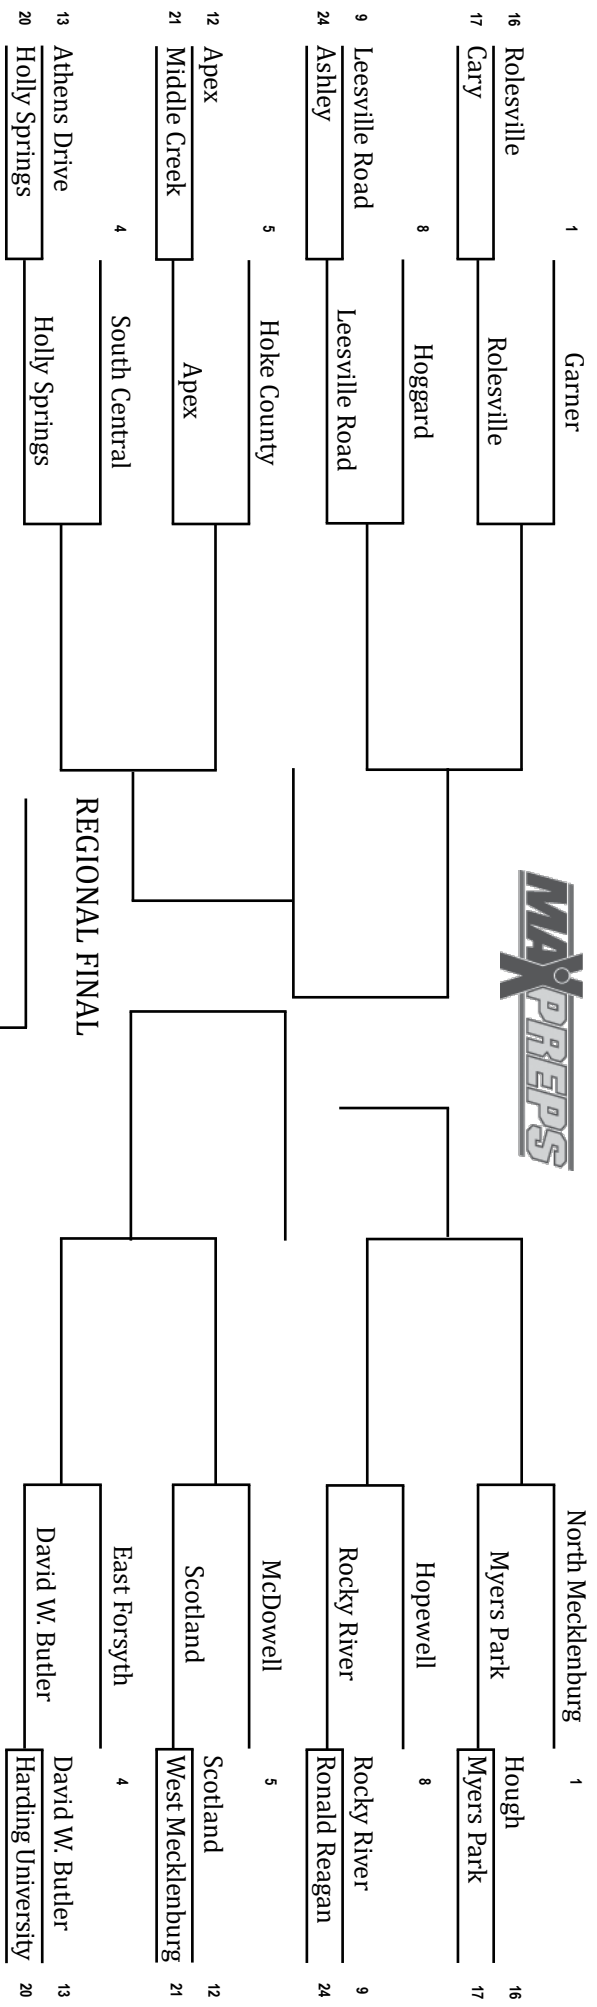 1
Garner
16
Rolesville
17
Cary
Rolesville
8
Hoggard
9
Leesville Road
24
Ashley
Leesville Road
5
Hoke County
12
Apex
21
Middle Creek
Apex
4
South Central
13
Athens Drive
20
Holly Springs
Holly Springs
MAXPREPS
REGIONAL FINAL
North Mecklenburg
1
Hough
16
Myers Park
17
Myers Park
Hopewell
8
Rocky River
9
Ronald Reagan
24
Rocky River
McDowell
5
Scotland
12
West Mecklenburg
21
Scotland
East Forsyth
4
David W. Butler
13
Harding University
20
David W. Butler